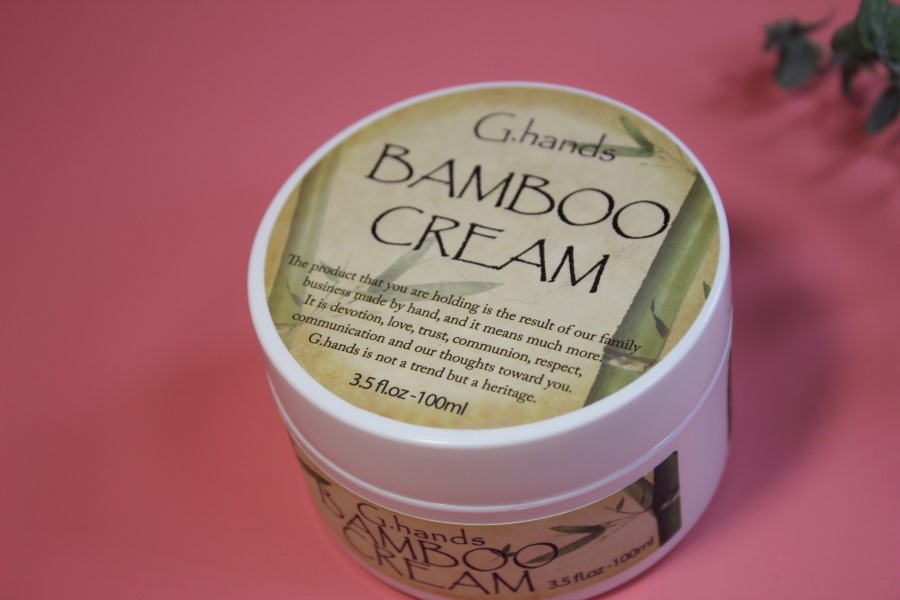 G.hands
BAMBOO
CREAM
The product that you are holding is the result of our family
business made by hand, and it means much more.
It is devotion, love, trust, communion, respect,
communication and our thoughts toward you.
G.hands is not a trend but a heritage.
3.5 fl.oz - 100ml
G.hands
BAMBOO
CREAM
3.5 fl.oz - 100ml